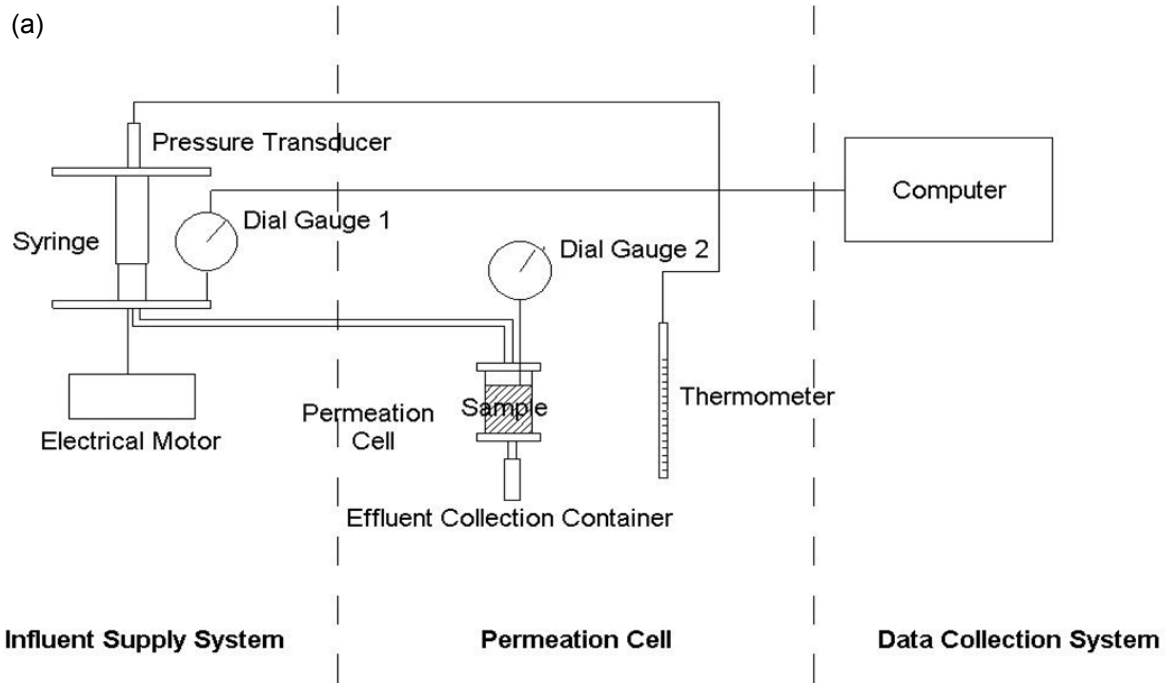 (a)
Pressure Transducer
Computer
Dial Gauge 1
Syringe
Dial Gauge 2
Thermometer
Sample
Permeation
Cell
Electrical Motor
Effluent Collection Container
Influent Supply System
Permeation Cell
Data Collection System